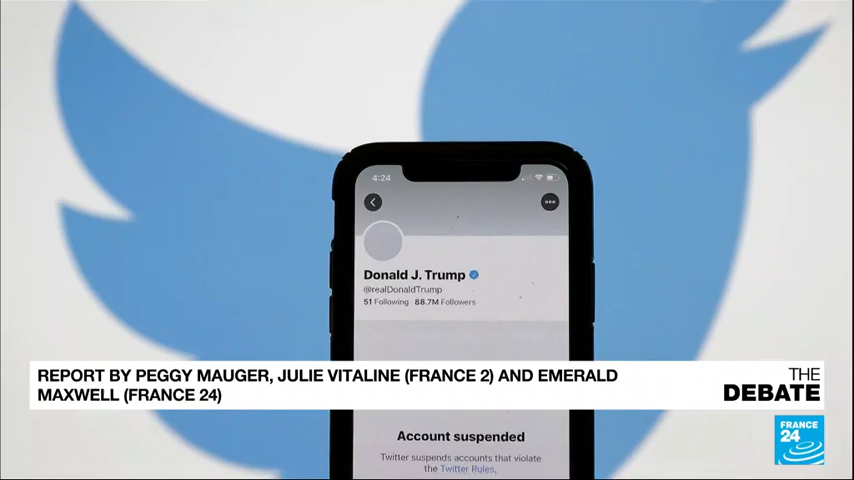 4:24
Donald J. Trump
@realDonaldTrump
51 Following 88.7M Followers
REPORT BY PEGGY MAUGER, JULIE VITALINE (FRANCE 2) AND EMERALD
MAXWELL (FRANCE 24)
THE
DEBATE
Account suspended
Twitter suspends accounts that violate
the Twitter Rules.
FRANCE
24